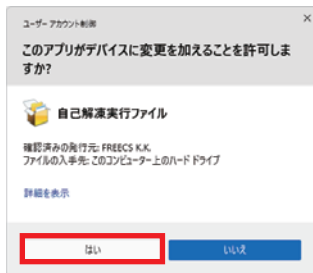 ユーザー アカウント制御
×
このアプリがデバイスに変更を加えることを許可しま
すか?
自己解凍実行ファイル
確認済みの発行元: FREECS K.K.
ファイルの入手先: このコンピューター上のハード ドライブ
詳細を表示
はい
いいえ